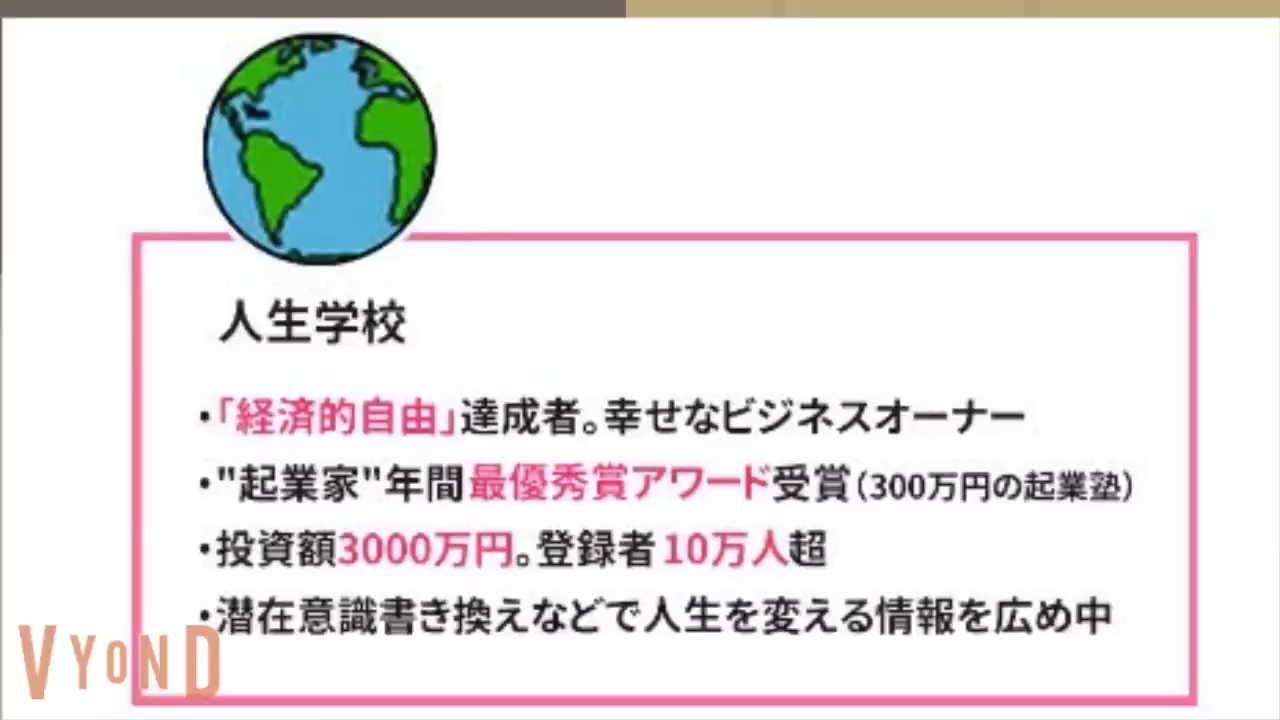 人生学校
・「経済的自由」達成者。幸せなビジネスオーナー
・"起業家"年間最優秀賞アワード受賞(300万円の起業塾)
・投資額3000万円。登録者10万人超
・潜在意識書き換えなどで人生を変える情報を広め中
VYOND